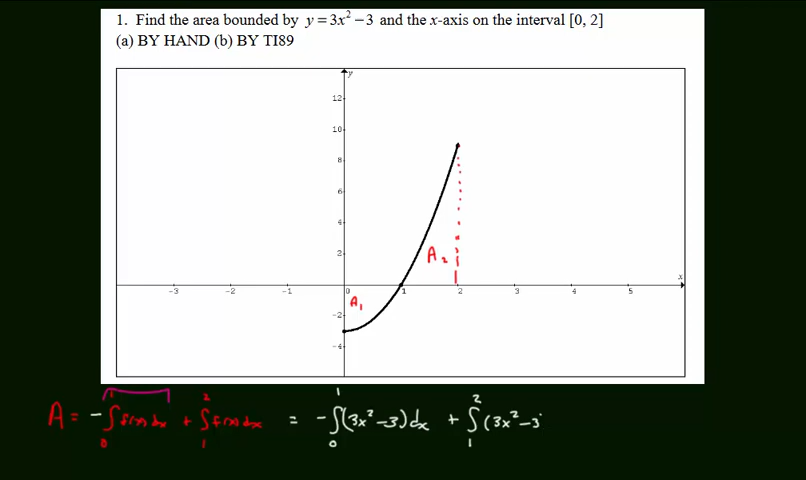 1. Find the area bounded by y = 3x² − 3 and the x-axis on the interval [0, 2]
(a) BY HAND (b) BY TI89
y
12
10
8
6
4
2
-3 -2 -1 0 1 2 3 4 5 x
-2
-4
A₁
A₂
A = −∫₀¹ f(x) dx + ∫₁² f(x) dx = −∫₀¹ (3x² − 3) dx + ∫₁² (3x² − 3